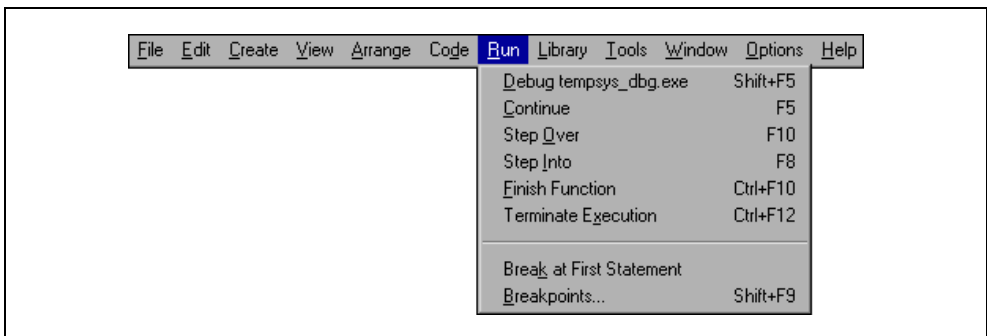 File Edit Create View Arrange Code Run Library Tools Window Options Help
Debug tempsys_dbg.exe Shift+F5
Continue F5
Step Over F10
Step Into F8
Finish Function Ctrl+F10
Terminate Execution Ctrl+F12
Break at First Statement
Breakpoints... Shift+F9